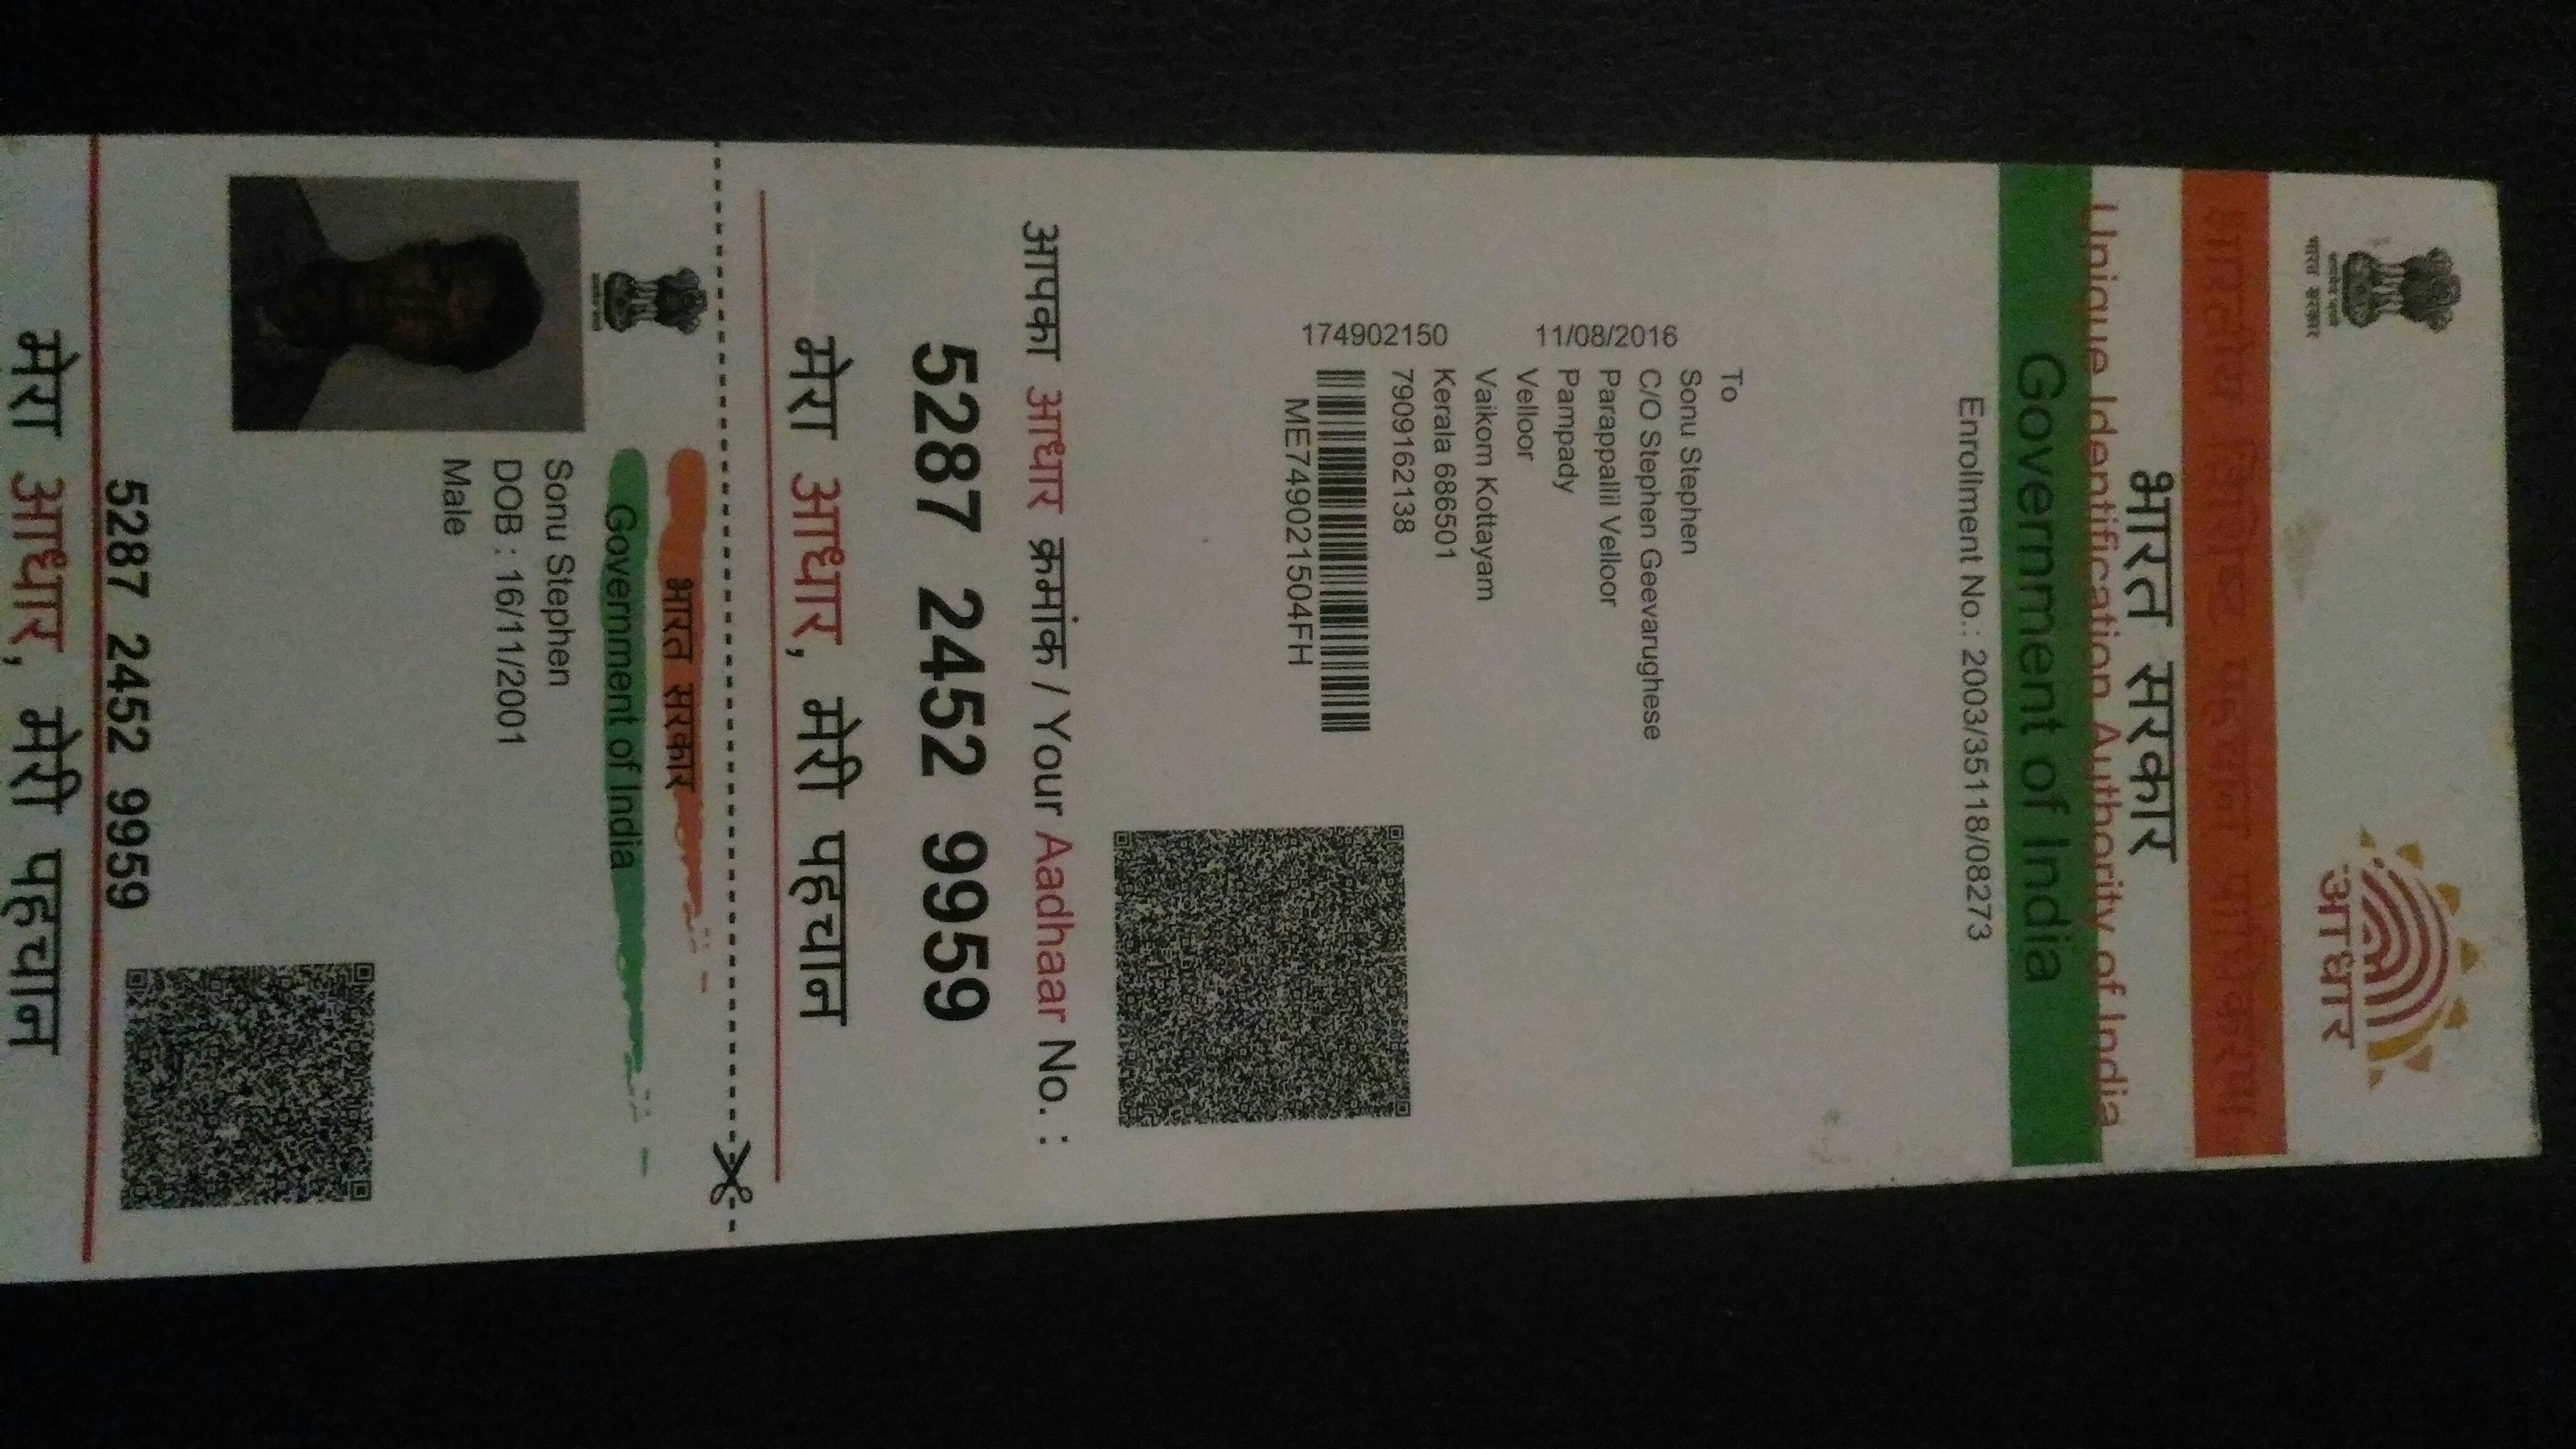 भारत सरकार
भारतीय विशिष्ट पहचान प्राधिकरण
आधार
भारत सरकार
Unique Identification Authority of India
Government of India
Enrollment No.: 2003/35118/08273
To
Sonu Stephen
C/O Stephen Geevarughese
Parappallil Velloor
Pampady
Velloor
Vaikom Kottayam
Kerala 686501
7909162138
11/08/2016
174902150
ME749021504FH
आपका आधार क्रमांक / Your Aadhaar No. :
5287 2452 9959
मेरा आधार, मेरी पहचान
भारत सरकार
Government of India
Sonu Stephen
DOB : 16/11/2001
Male
5287 2452 9959
मेरा आधार, मेरी पहचान